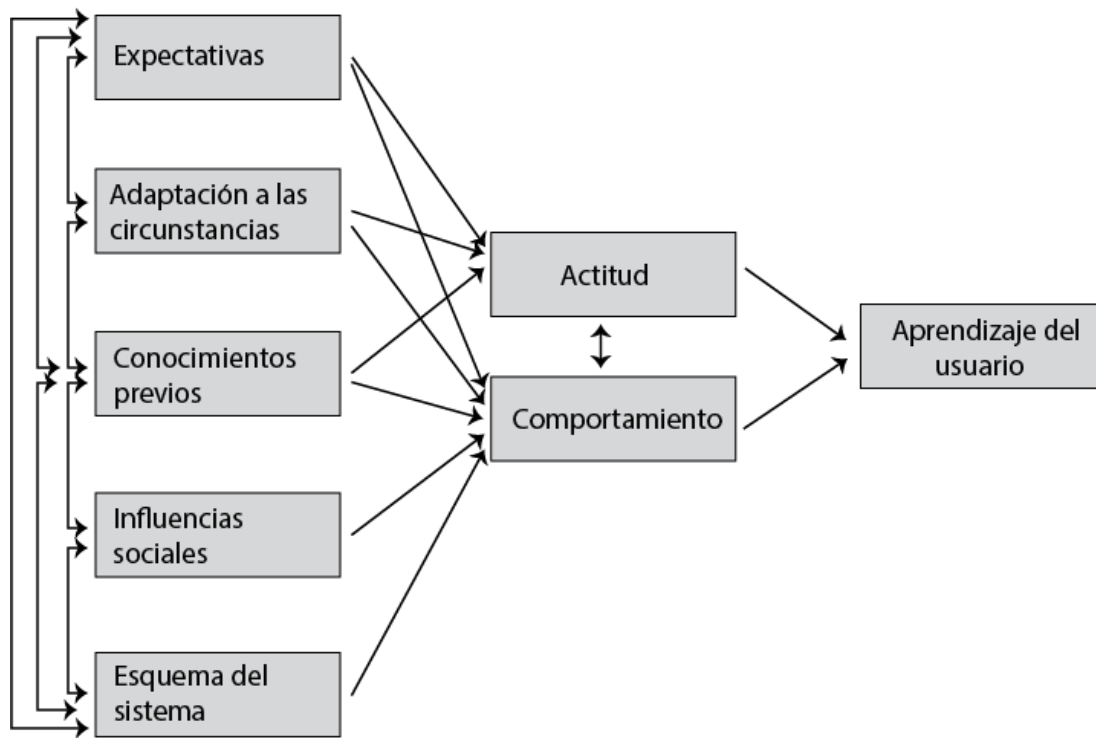 Expectativas
Adaptación a las
circunstancias
Conocimientos
previos
Influencias
sociales
Esquema del
sistema
Actitud
Comportamiento
Aprendizaje del
usuario